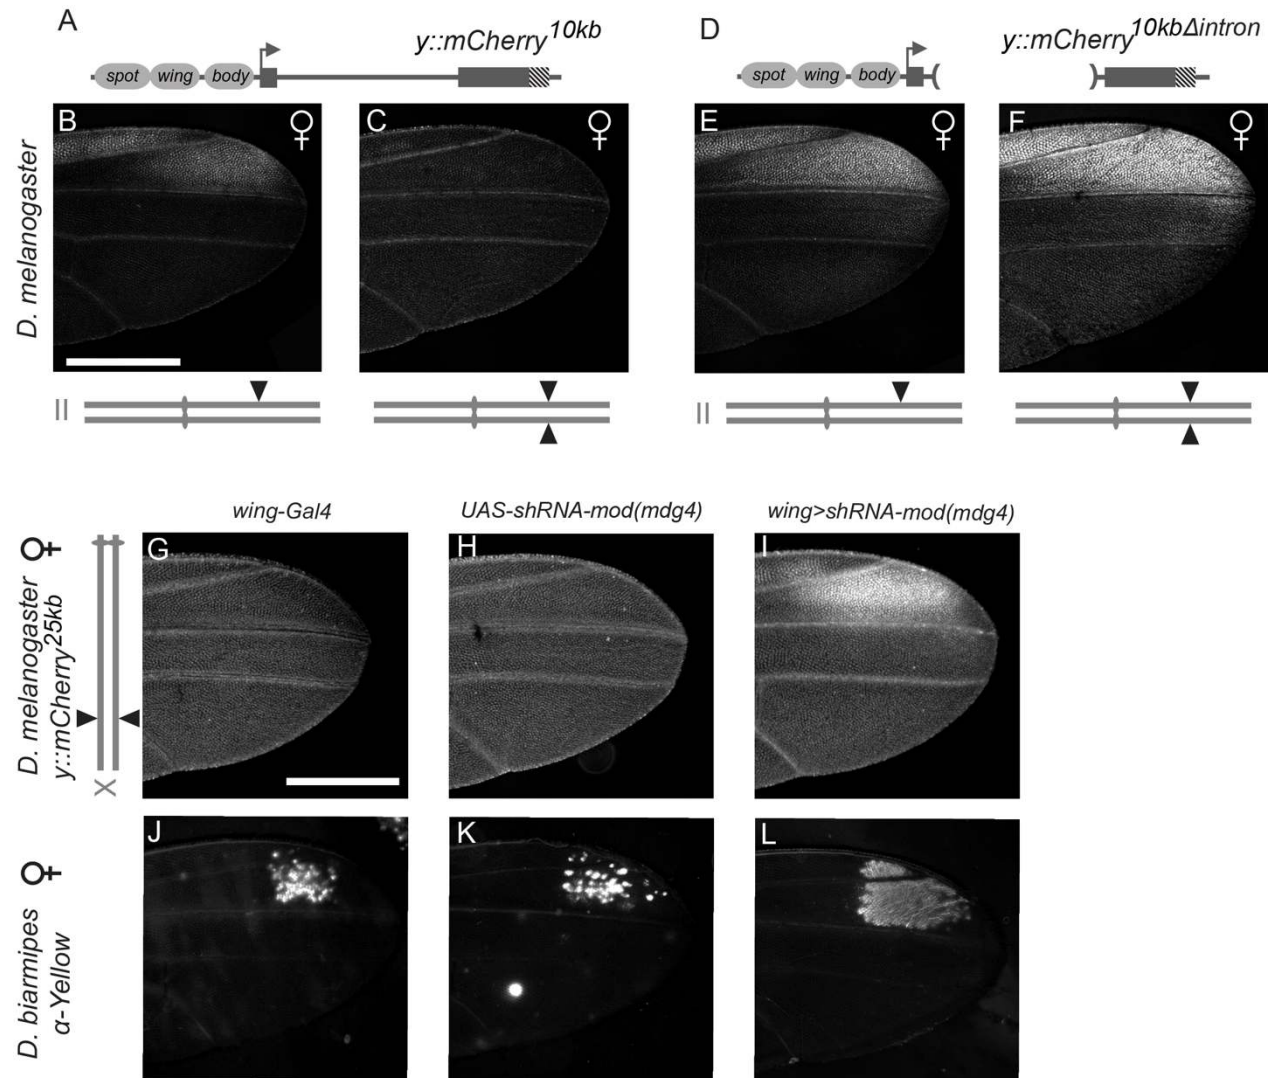 A
y::mCherry10kb
D
y::mCherry10kbΔintron
spot wing body
spot wing body
D. melanogaster
B ♀
C ♀
E ♀
F ♀
II
II
wing-Gal4
UAS-shRNA-mod(mdg4)
wing>shRNA-mod(mdg4)
♀
D. melanogaster
y::mCherry25kb
X
G
H
I
♀
D. biarmipes
α-Yellow
J
K
L